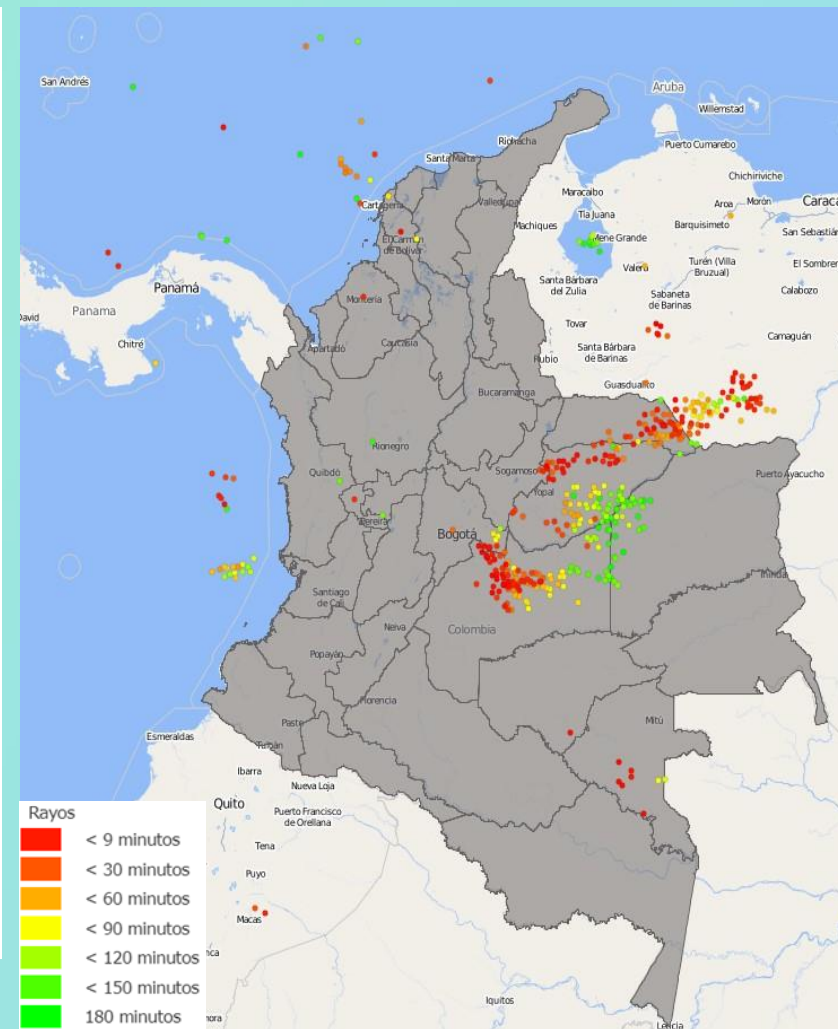 San Andrés
Aruba
Willemstad
Riohacha
Puerto Cumarebo
Santa Marta
Chichiriviche
Maracaibo
Cartagena
Valledupar
Aroa
Morón
Caraca
Tía Juana
Machiques
Barquisimeto
San Sebastiá
El Carmen
de Bolívar
Mene Grande
Valera
Turén (Villa
Bruzual)
El Sombrer
Santa Bárbara
del Zulia
Panamá
Calabozo
Montería
Sabaneta
de Barinas
Panama
David
Tovar
Camaguán
Chitré
Apartadó
Caucasia
Santa Bárbara
de Barinas
Rubio
Guasdualito
Bucaramanga
Rionegro
Quibdó
Sogamoso
Puerto Ayacucho
Yopal
Pereira
Bogotá
Inírida
Santiago
de Cali
Neiva
Colombia
Popayán
Florencia
Mitú
Pasto
Esmeraldas
Ibarra
Nueva Loja
Quito
Puerto Francisco
de Orellana
Tena
Puyo
Macas
Iquitos
Leticia
Rayos
< 9 minutos
< 30 minutos
< 60 minutos
< 90 minutos
< 120 minutos
< 150 minutos
180 minutos